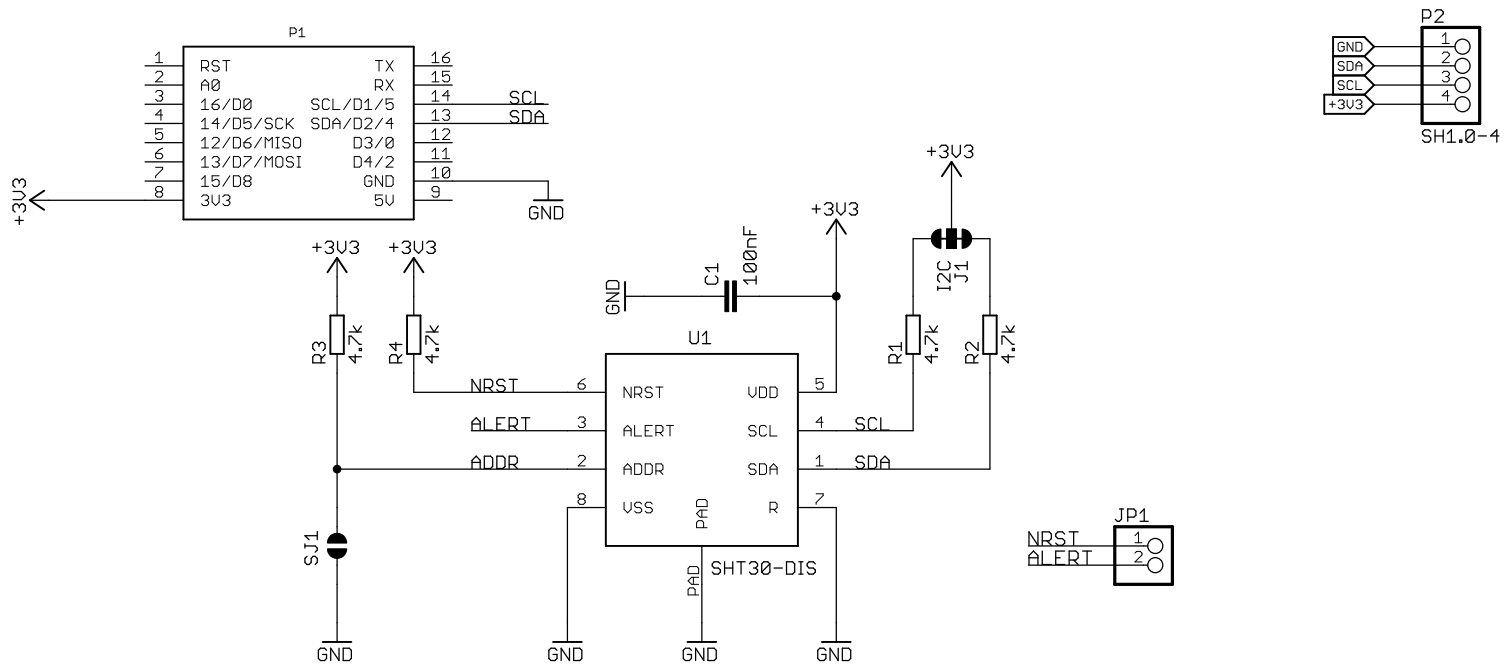 P1
1 RST TX 16
2 A0 RX 15
3 16/D0 SCL/D1/5 14 SCL
4 14/D5/SCK SDA/D2/4 13 SDA
5 12/D6/MISO D3/0 12
6 13/D7/MOSI D4/2 11
7 15/D8 GND 10
8 3V3 5V 9
+3V3
GND
P2
GND 1
SDA 2
SCL 3
+3V3 4
SH1.0-4
+3V3
+3V3
+3V3
+3V3
GND
C1
100nF
I2C
J1
R3
4.7k
R4
4.7k
R1
4.7k
R2
4.7k
U1
NRST 6 NRST VDD 5
ALERT 3 ALERT SCL 4 SCL
ADDR 2 ADDR SDA 1 SDA
8 VSS PAD R 7
SJ1
PAD
SHT30-DIS
GND
GND
GND
GND
JP1
NRST 1
ALERT 2